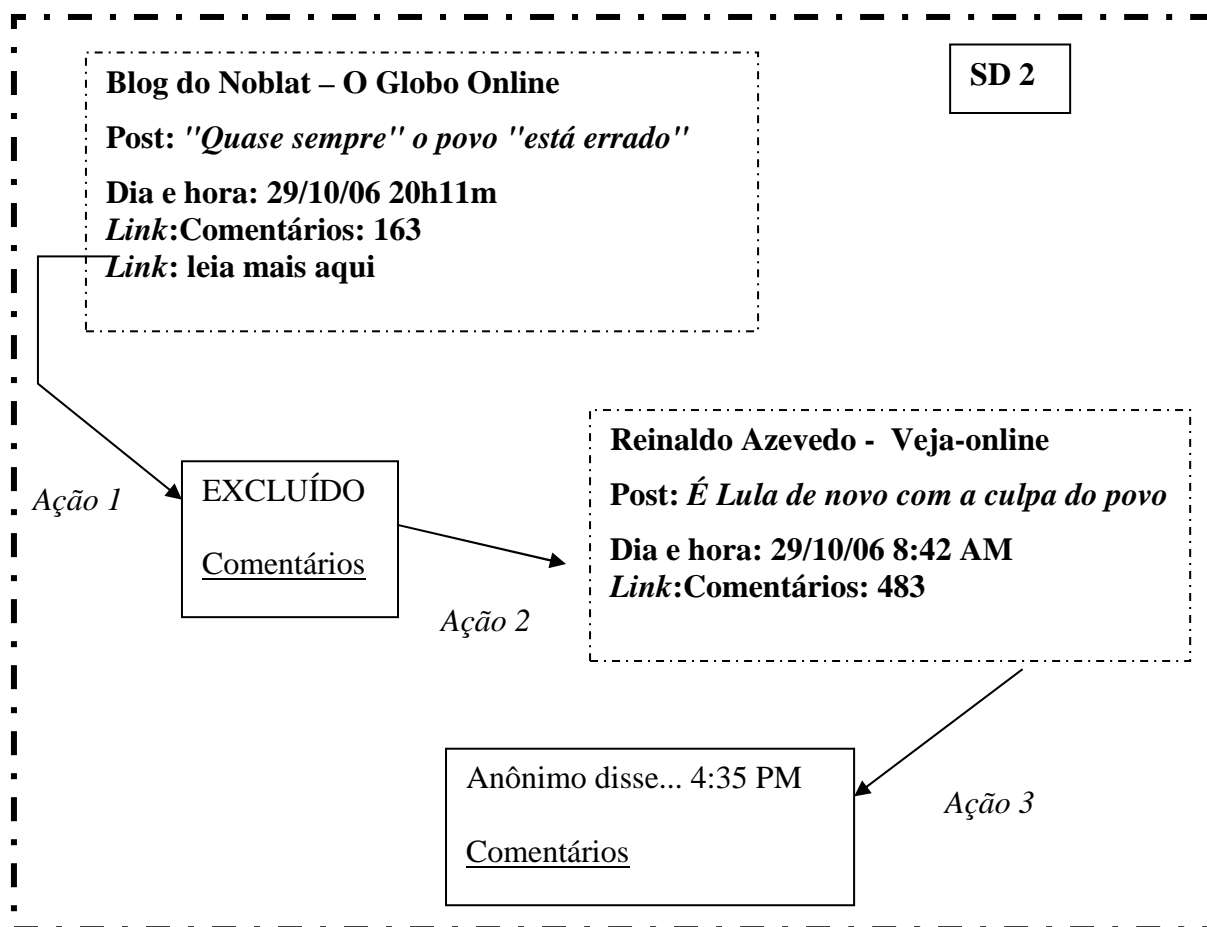 SD 2
Blog do Noblat – O Globo Online
Post: "Quase sempre" o povo "está errado"
Dia e hora: 29/10/06 20h11m
Link:Comentários: 163
Link: leia mais aqui
Ação 1
EXCLUÍDO
Comentários
Ação 2
Reinaldo Azevedo - Veja-online
Post: É Lula de novo com a culpa do povo
Dia e hora: 29/10/06 8:42 AM
Link:Comentários: 483
Ação 3
Anônimo disse... 4:35 PM
Comentários